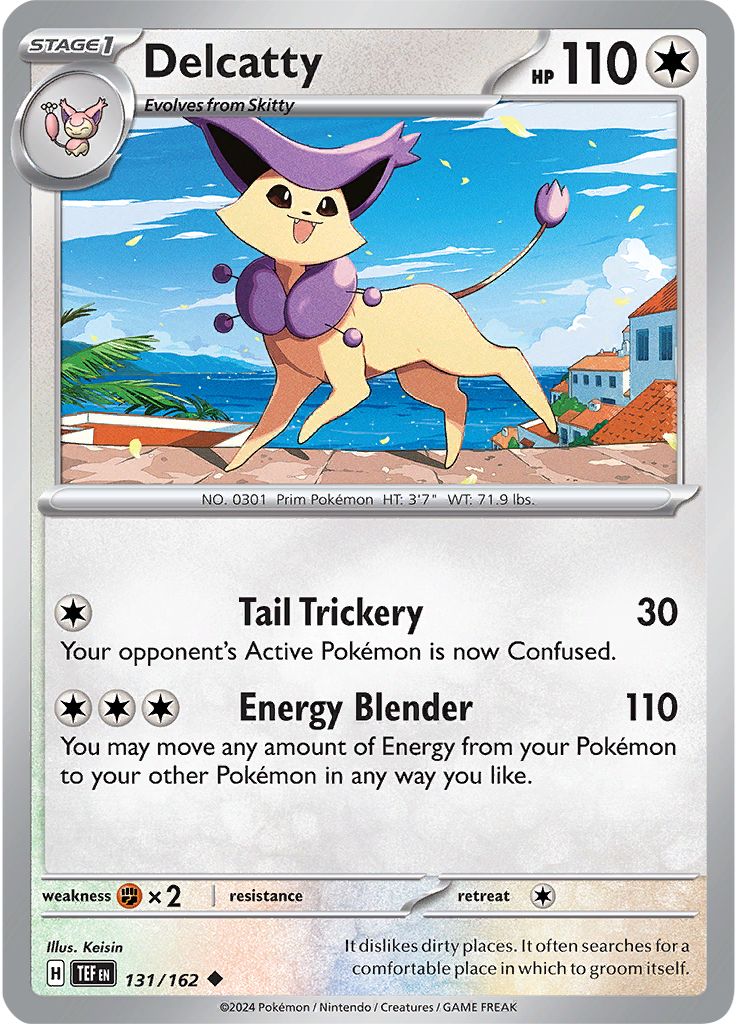 STAGE1
Delcatty
HP 110
Evolves from Skitty
NO. 0301 Prim Pokémon HT: 3'7" WT: 71.9 lbs.
Tail Trickery 30
Your opponent's Active Pokémon is now Confused.
Energy Blender 110
You may move any amount of Energy from your Pokémon
to your other Pokémon in any way you like.
weakness ×2 resistance retreat
Illus. Keisin
H TEF EN 131/162
It dislikes dirty places. It often searches for a
comfortable place in which to groom itself.
©2024 Pokémon / Nintendo / Creatures / GAME FREAK